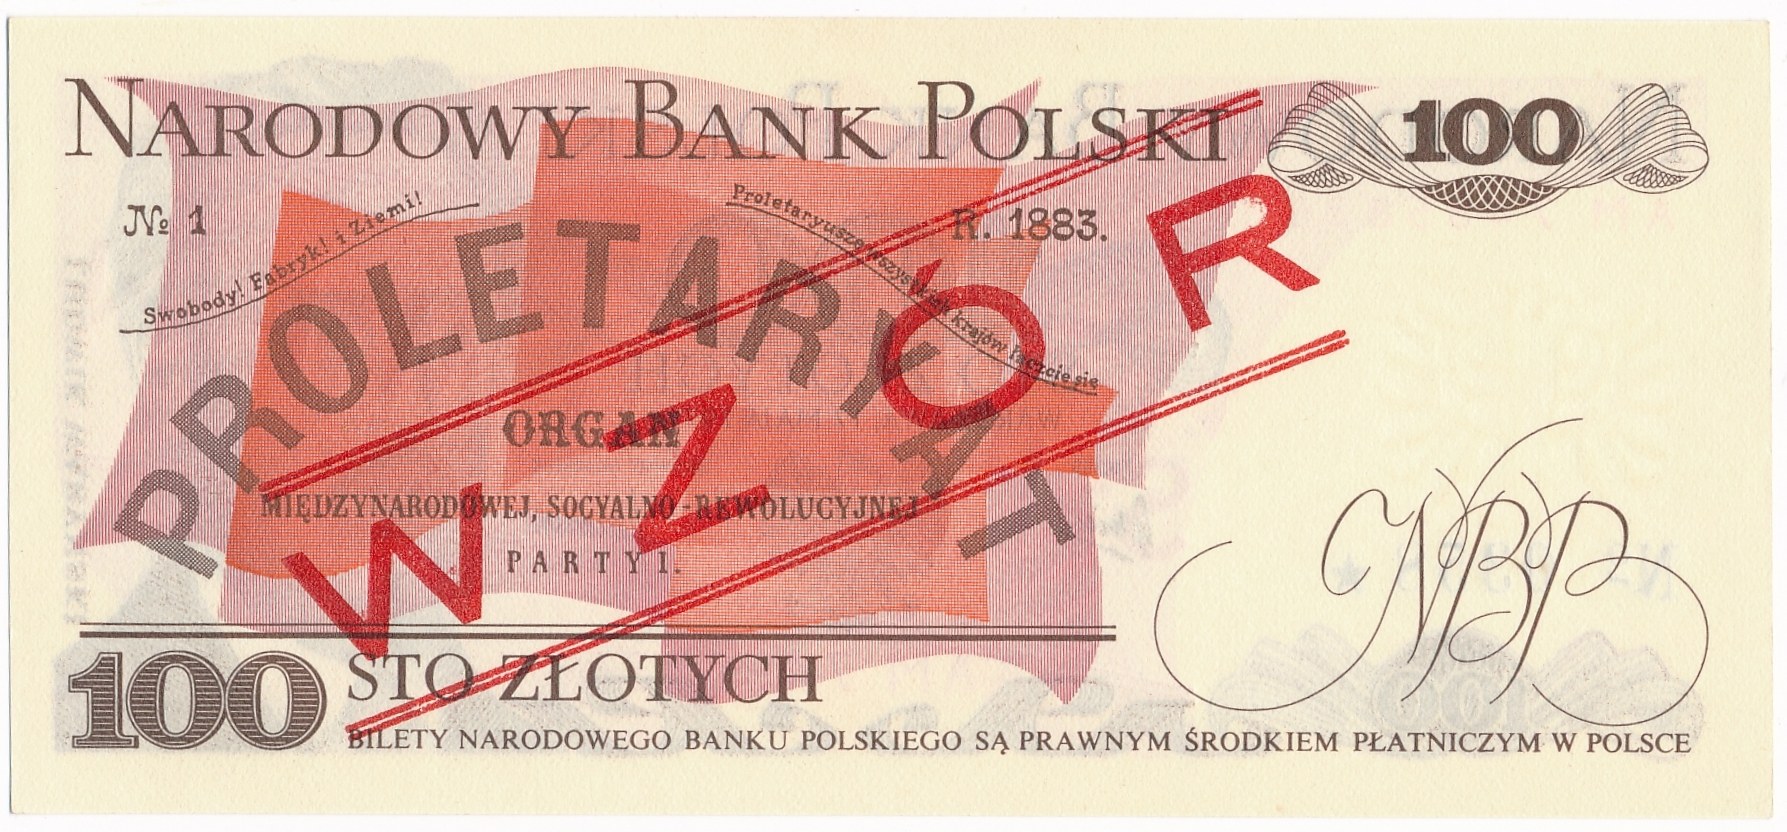 NARODOWY BANK POLSKI
100
№ 1
R. 1883.
Swobody! Fabryk! i Ziemi!
Proletaryusze wszystkich krajów łączcie się
PROLETARYAT
ORGAN
MIĘDZYNARODOWEJ, SOCYALNO-REWOLUCYJNEJ
PARTYI.
WZÓR
NBP
100 STO ZŁOTYCH
BILETY NARODOWEGO BANKU POLSKIEGO SĄ PRAWNYM ŚRODKIEM PŁATNICZYM W POLSCE